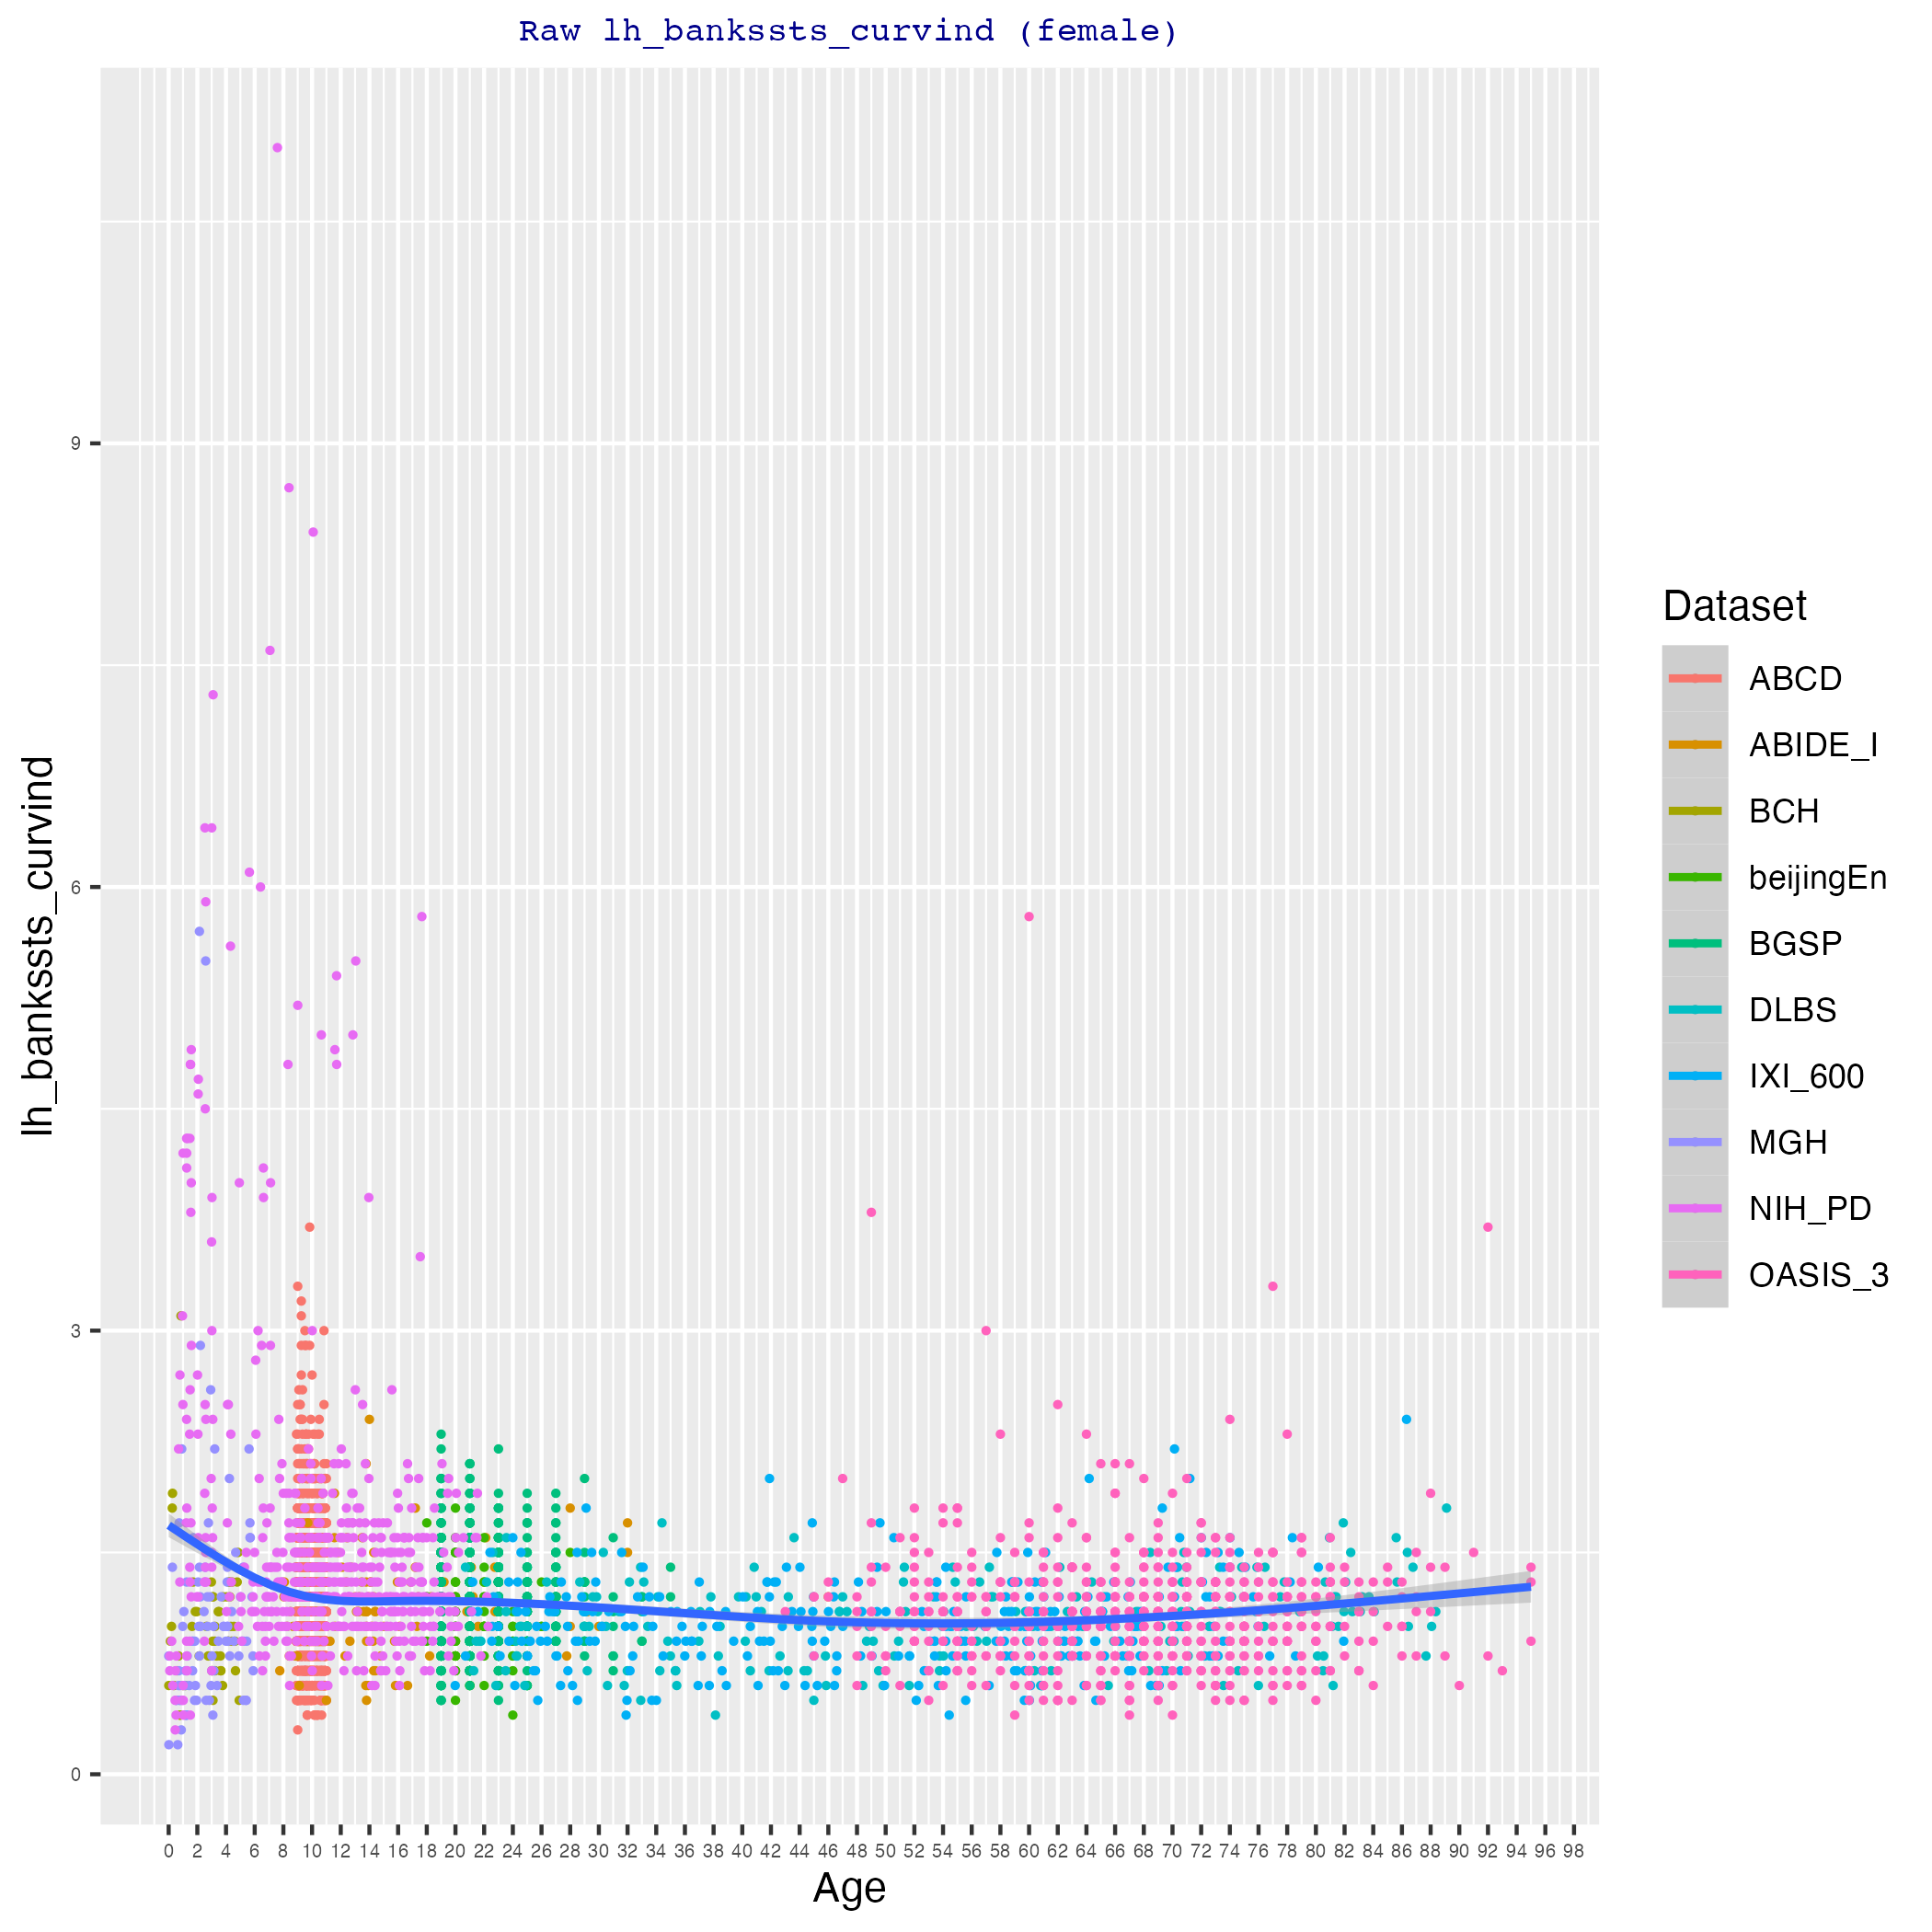 Raw lh_bankssts_curvind (female)
lh_bankssts_curvind
9
6
3
0
0 2 4 6 8 10 12 14 16 18 20 22 24 26 28 30 32 34 36 38 40 42 44 46 48 50 52 54 56 58 60 62 64 66 68 70 72 74 76 78 80 82 84 86 88 90 92 94 96 98
Age
Dataset
ABCD
ABIDE_I
BCH
beijingEn
BGSP
DLBS
IXI_600
MGH
NIH_PD
OASIS_3